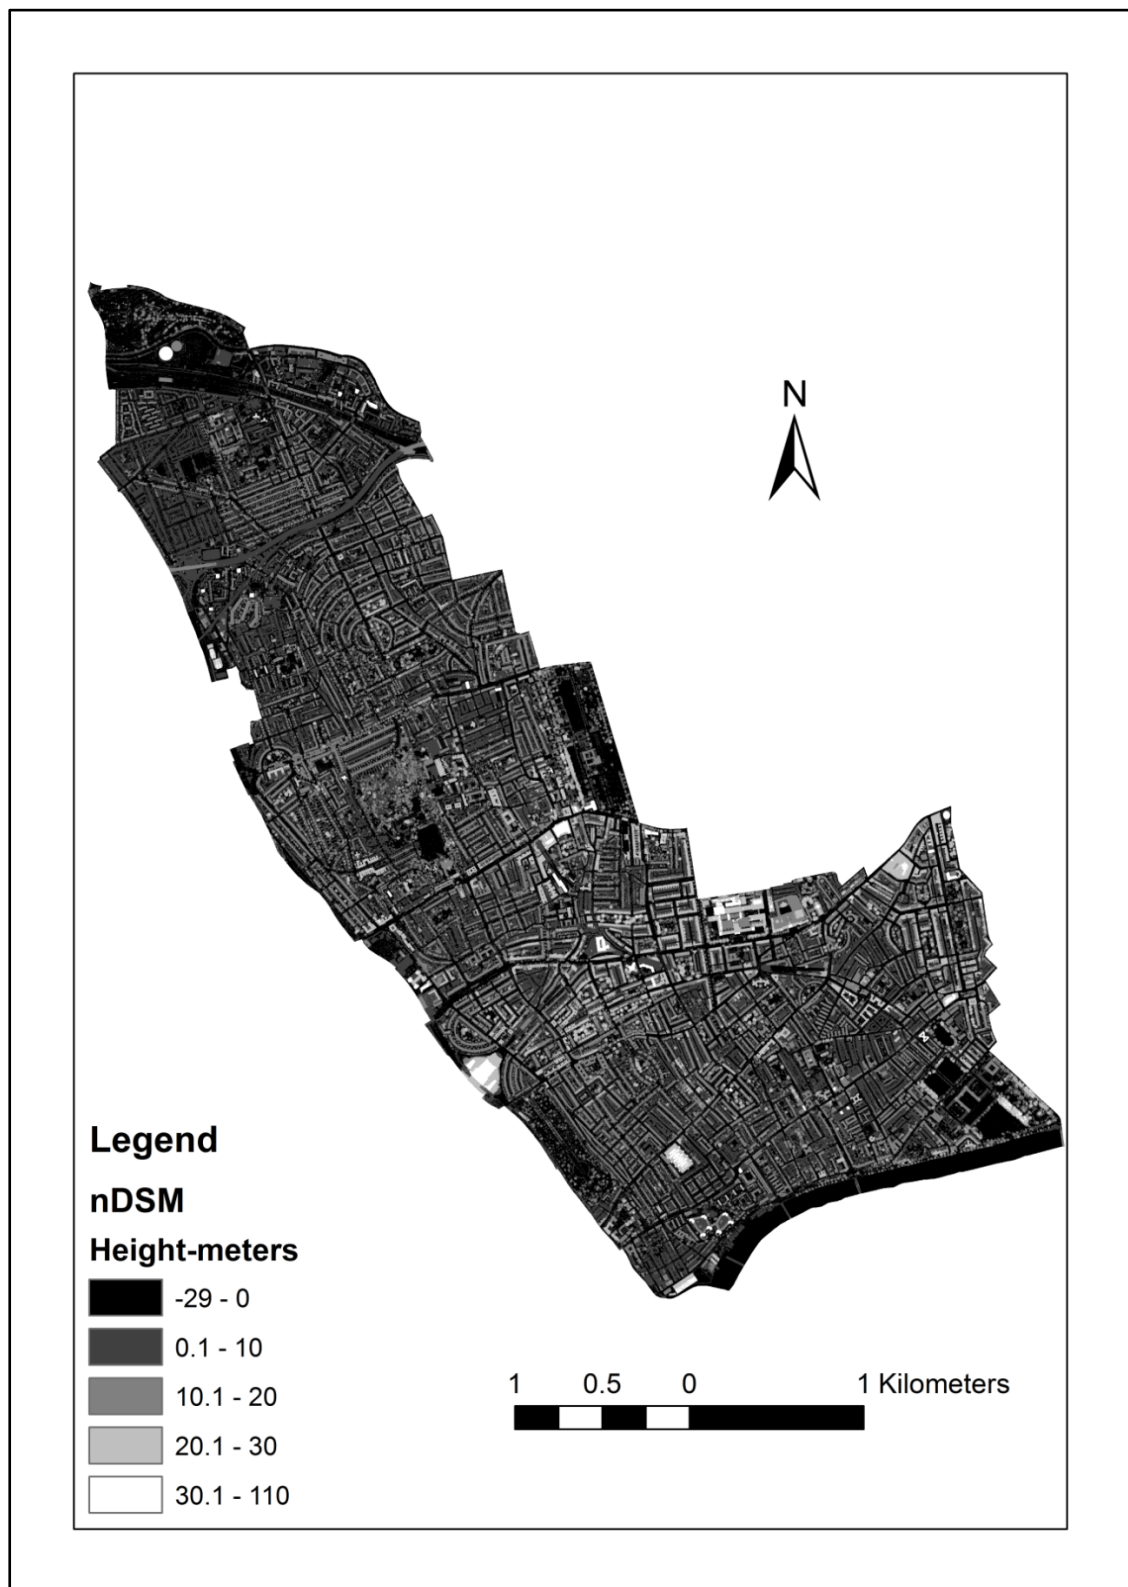 N
Legend
nDSM
Height-meters
-29 - 0
0.1 - 10
10.1 - 20
20.1 - 30
30.1 - 110
1 0.5 0 1 Kilometers